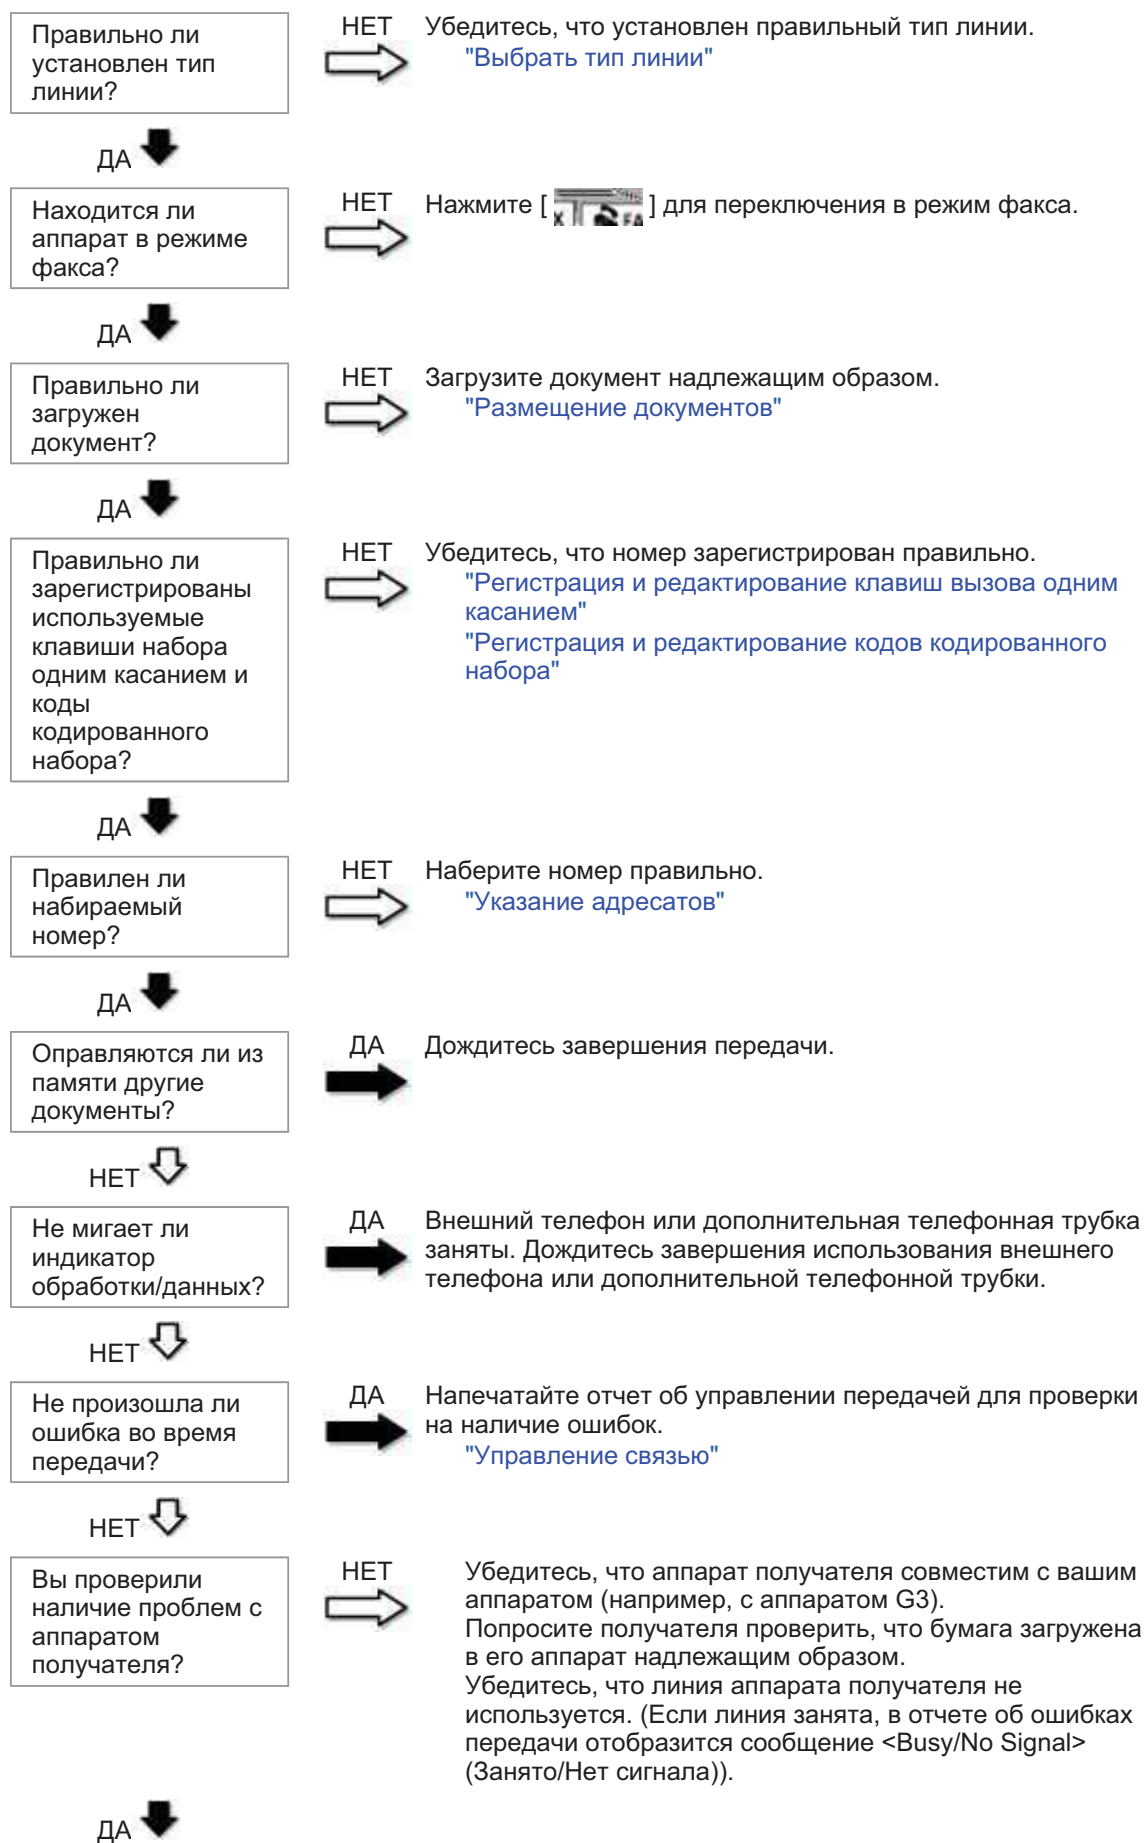 Правильно ли
установлен тип
линии?
НЕТ
Убедитесь, что установлен правильный тип линии.
"Выбрать тип линии"
ДА
Находится ли
аппарат в режиме
факса?
НЕТ
Нажмите [ X FA ] для переключения в режим факса.
ДА
Правильно ли
загружен
документ?
НЕТ
Загрузите документ надлежащим образом.
"Размещение документов"
ДА
Правильно ли
зарегистрированы
используемые
клавиши набора
одним касанием и
коды
кодированного
набора?
НЕТ
Убедитесь, что номер зарегистрирован правильно.
"Регистрация и редактирование клавиш вызова одним
касанием"
"Регистрация и редактирование кодов кодированного
набора"
ДА
Правилен ли
набираемый
номер?
НЕТ
Наберите номер правильно.
"Указание адресатов"
ДА
Оправляются ли из
памяти другие
документы?
ДА
Дождитесь завершения передачи.
НЕТ
Не мигает ли
индикатор
обработки/данных?
ДА
Внешний телефон или дополнительная телефонная трубка
заняты. Дождитесь завершения использования внешнего
телефона или дополнительной телефонной трубки.
НЕТ
Не произошла ли
ошибка во время
передачи?
ДА
Напечатайте отчет об управлении передачей для проверки
на наличие ошибок.
"Управление связью"
НЕТ
Вы проверили
наличие проблем с
аппаратом
получателя?
НЕТ
Убедитесь, что аппарат получателя совместим с вашим
аппаратом (например, с аппаратом G3).
Попросите получателя проверить, что бумага загружена
в его аппарат надлежащим образом.
Убедитесь, что линия аппарата получателя не
используется. (Если линия занята, в отчете об ошибках
передачи отобразится сообщение <Busy/No Signal>
(Занято/Нет сигнала)).
ДА